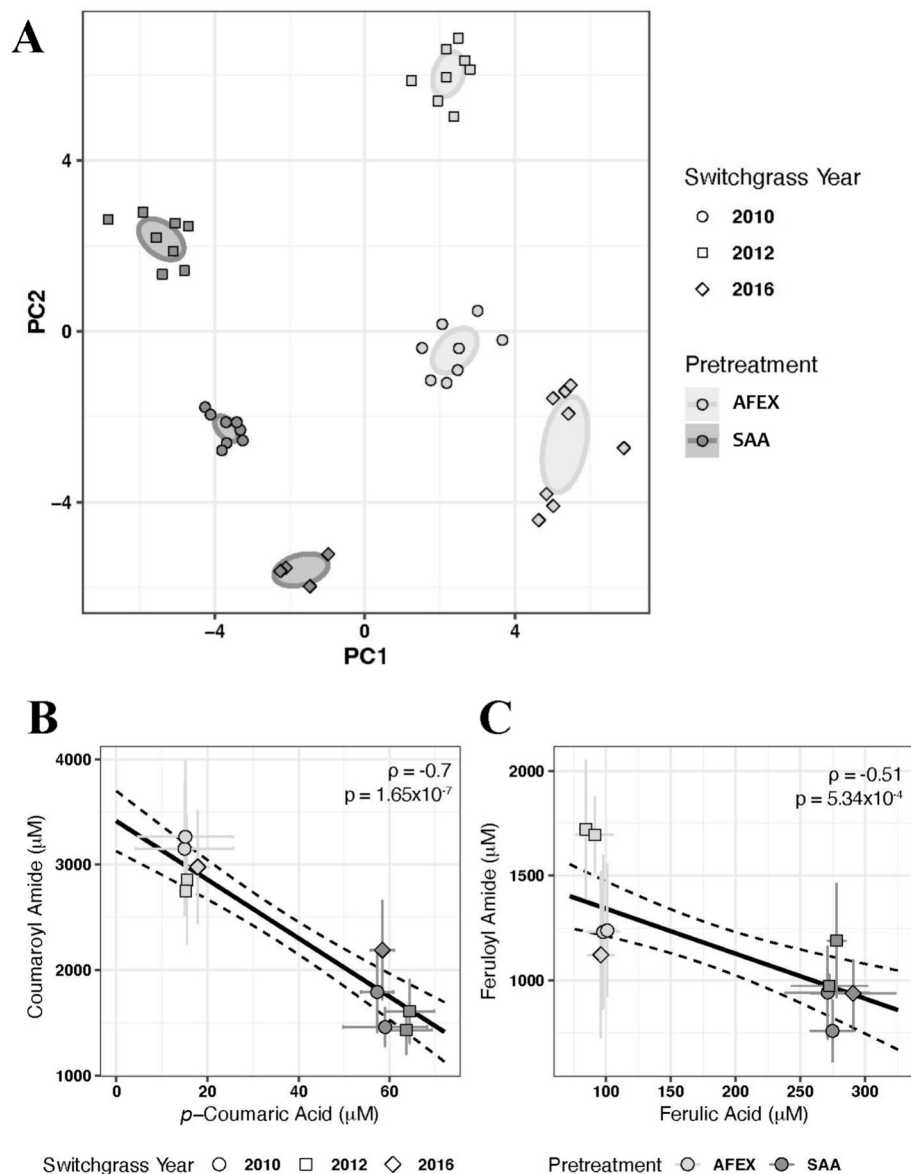 A
PC2
4
0
−4
−4
0
4
PC1
Switchgrass Year
2010
2012
2016
Pretreatment
AFEX
SAA
B
Coumaroyl Amide (μM)
4000
3000
2000
1000
ρ = -0.7
p = 1.65x10⁻⁷
0
20
40
60
p−Coumaric Acid (μM)
C
Feruloyl Amide (μM)
2000
1500
1000
ρ = -0.51
p = 5.34x10⁻⁴
100
150
200
250
300
Ferulic Acid (μM)
Switchgrass Year 2010 2012 2016
Pretreatment AFEX SAA